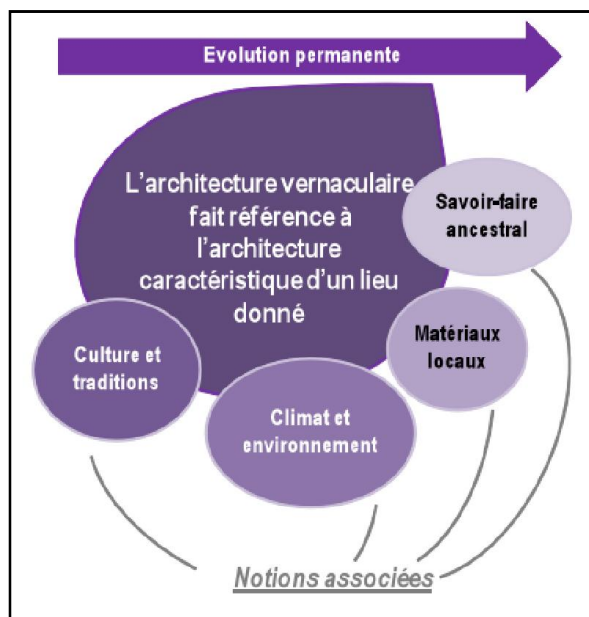 Evolution permanente
L'architecture vernaculaire
fait référence à
l'architecture
caractéristique d'un lieu
donné
Savoir-faire
ancestral
Matériaux
locaux
Culture et
traditions
Climat et
environnement
Notions associées